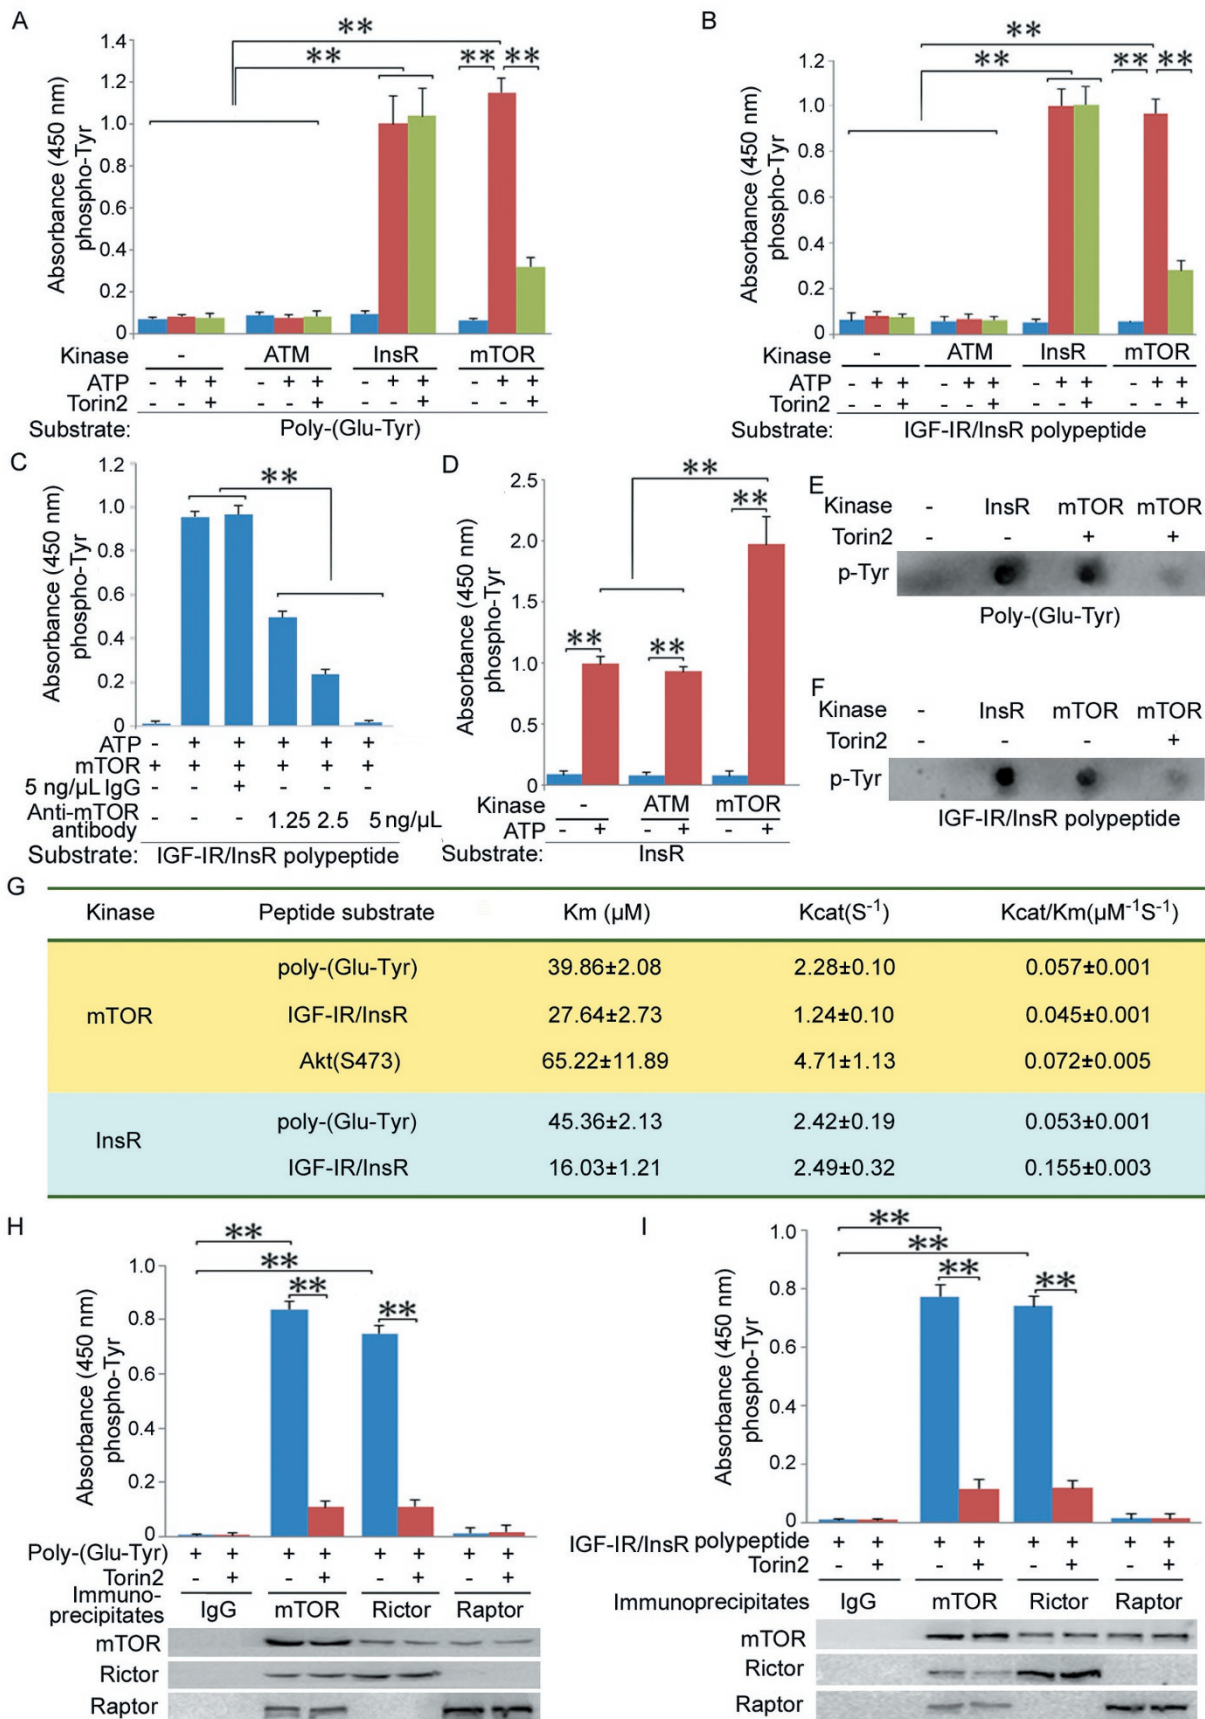 A
**
**
** **
Absorbance (450 nm)
phospho-Tyr
1.4
1.2
1.0
0.8
0.6
0.4
0.2
0
Kinase - ATM InsR mTOR
ATP - + + - + + - + + - + +
Torin2 - - + - - + - - + - - +
Substrate: Poly-(Glu-Tyr)
B
**
**
** **
Absorbance (450 nm)
phospho-Tyr
1.2
1.0
0.8
0.6
0.4
0.2
0
Kinase - ATM InsR mTOR
ATP - + + - + + - + + - + +
Torin2 - - + - - + - - + - - +
Substrate: IGF-IR/InsR polypeptide
C
**
Absorbance (450 nm)
phospho-Tyr
1.2
1.0
0.8
0.6
0.4
0.2
0
ATP - + + + + +
mTOR + + + + + +
5 ng/µL IgG +
Anti-mTOR
antibody 1.25 2.5 5 ng/µL
Substrate: IGF-IR/InsR polypeptide
D
**
**
** **
Absorbance (450 nm)
phospho-Tyr
2.5
2.0
1.5
1.0
0.5
0
Kinase - ATM mTOR
ATP - + - + - +
Substrate: InsR
E
Kinase - InsR mTOR mTOR
Torin2 - - + +
p-Tyr
Poly-(Glu-Tyr)
F
Kinase - InsR mTOR mTOR
Torin2 - - - +
p-Tyr
IGF-IR/InsR polypeptide
G
Kinase Peptide substrate Km (µM) Kcat(S⁻¹) Kcat/Km(µM⁻¹S⁻¹)
mTOR
poly-(Glu-Tyr) 39.86±2.08 2.28±0.10 0.057±0.001
IGF-IR/InsR 27.64±2.73 1.24±0.10 0.045±0.001
Akt(S473) 65.22±11.89 4.71±1.13 0.072±0.005
InsR
poly-(Glu-Tyr) 45.36±2.13 2.42±0.19 0.053±0.001
IGF-IR/InsR 16.03±1.21 2.49±0.32 0.155±0.003
H
**
**
**
**
Absorbance (450 nm)
phospho-Tyr
1.0
0.8
0.6
0.4
0.2
0
Poly-(Glu-Tyr) + + + + + + + +
Torin2 - + - + - + - +
Immuno-
precipitates IgG mTOR Rictor Raptor
mTOR
Rictor
Raptor
I
**
**
** **
Absorbance (450 nm)
phospho-Tyr
0.8
0.6
0.4
0.2
0
IGF-IR/InsR polypeptide + + + + + + + +
Torin2 - + - + - + - +
Immunoprecipitates IgG mTOR Rictor Raptor
mTOR
Rictor
Raptor